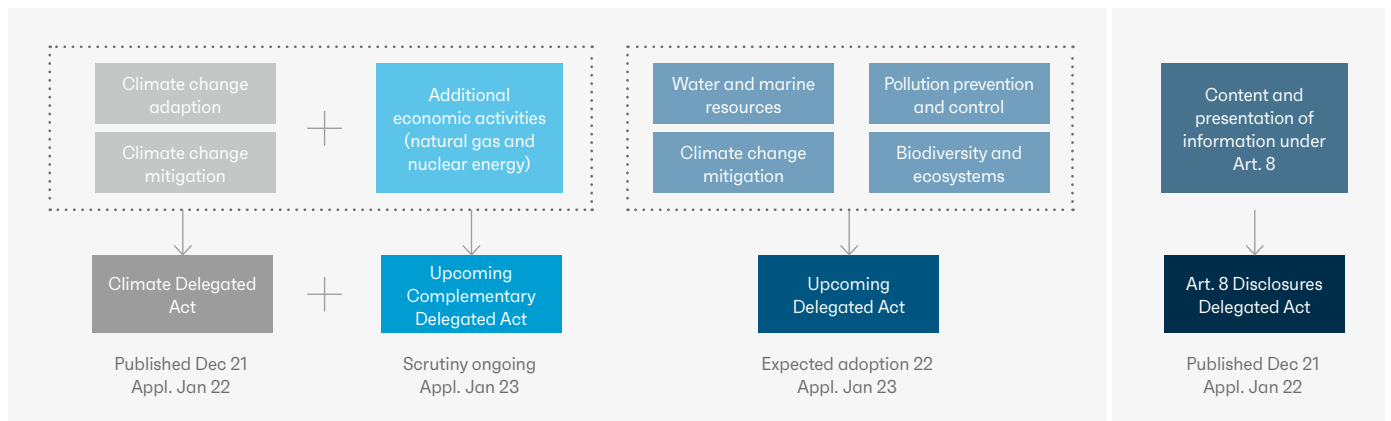 Climate change
adaption
Climate change
mitigation
Additional
economic activities
(natural gas and
nuclear energy)
Water and marine
resources
Pollution prevention
and control
Climate change
mitigation
Biodiversity and
ecosystems
Content and
presentation of
information under
Art. 8
Climate Delegated
Act
Upcoming
Complementary
Delegated Act
Upcoming
Delegated Act
Art. 8 Disclosures
Delegated Act
Published Dec 21
Appl. Jan 22
Scrutiny ongoing
Appl. Jan 23
Expected adoption 22
Appl. Jan 23
Published Dec 21
Appl. Jan 22